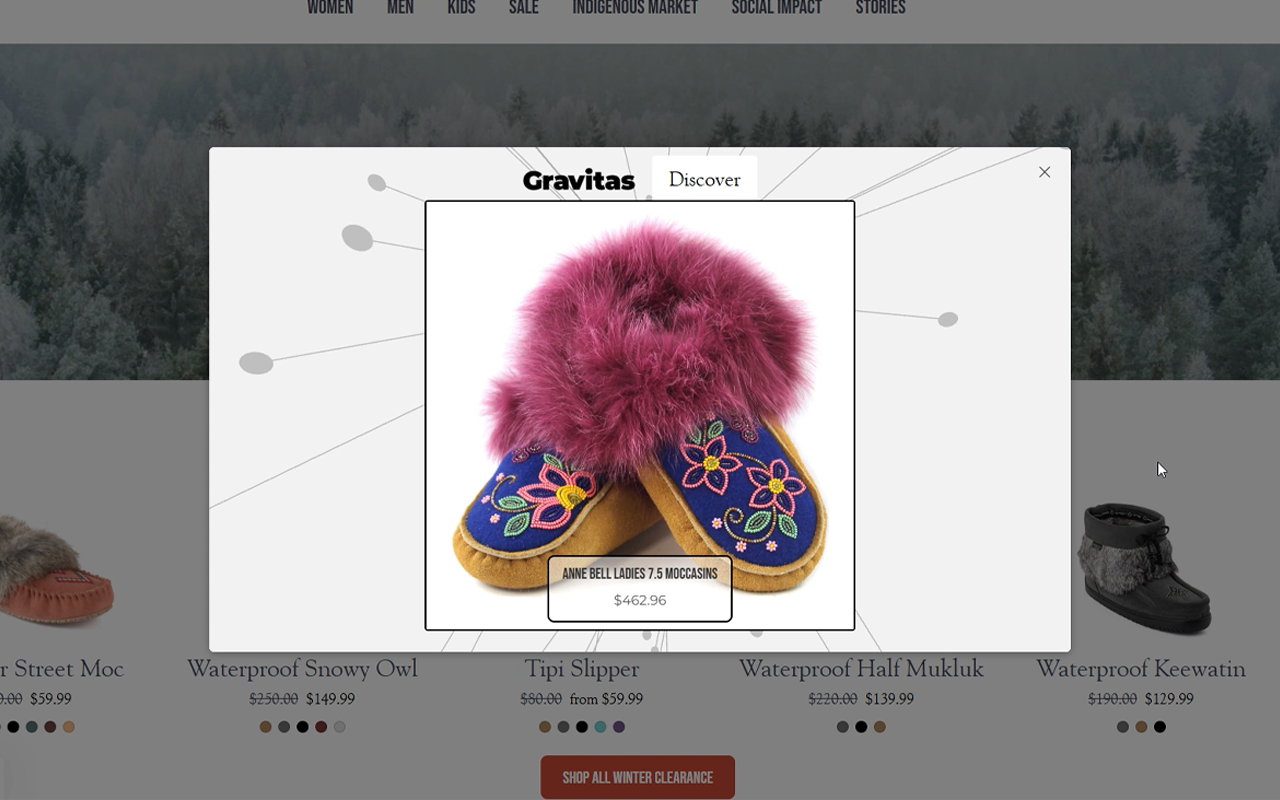 WOMEN MEN KIDS SALE INDIGENOUS MARKET SOCIAL IMPACT STORIES
Gravitas Discover
ANNE BELL LADIES 7.5 MOCCASINS
$462.96
Street Moc Waterproof Snowy Owl Tipi Slipper Waterproof Half Mukluk Waterproof Keewatin
$59.99 $250.00 $149.99 $80.00 from $59.99 $220.00 $139.99 $190.00 $129.99
SHOP ALL WINTER CLEARANCE